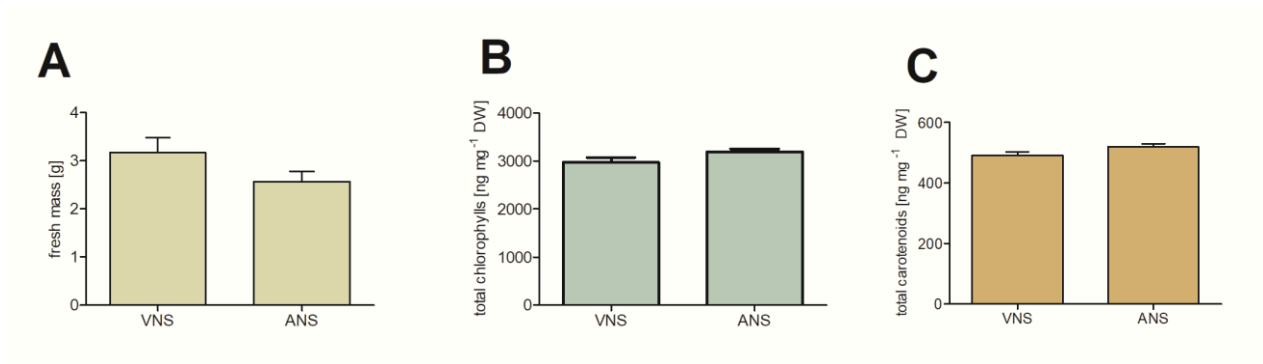 A
fresh mass [g]
4
3
2
1
0
VNS ANS
B
total chlorophylls [ng mg⁻¹ DW]
4000
3000
2000
1000
0
VNS ANS
C
total carotenoids [ng mg⁻¹ DW]
600
400
200
0
VNS ANS